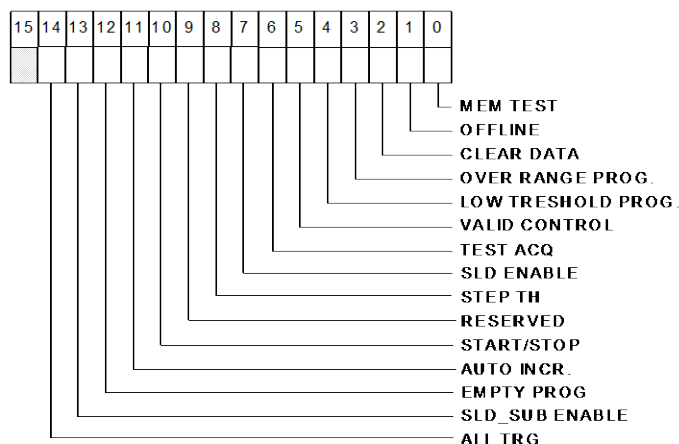 15 14 13 12 11 10 9 8 7 6 5 4 3 2 1 0
MEM TEST
OFFLINE
CLEAR DATA
OVER RANGE PROG.
LOW TRESHOLD PROG.
VALID CONTROL
TEST ACQ
SLD ENABLE
STEP TH
RESERVED
START/STOP
AUTO INCR.
EMPTY PROG
SLD_SUB ENABLE
ALL TRG